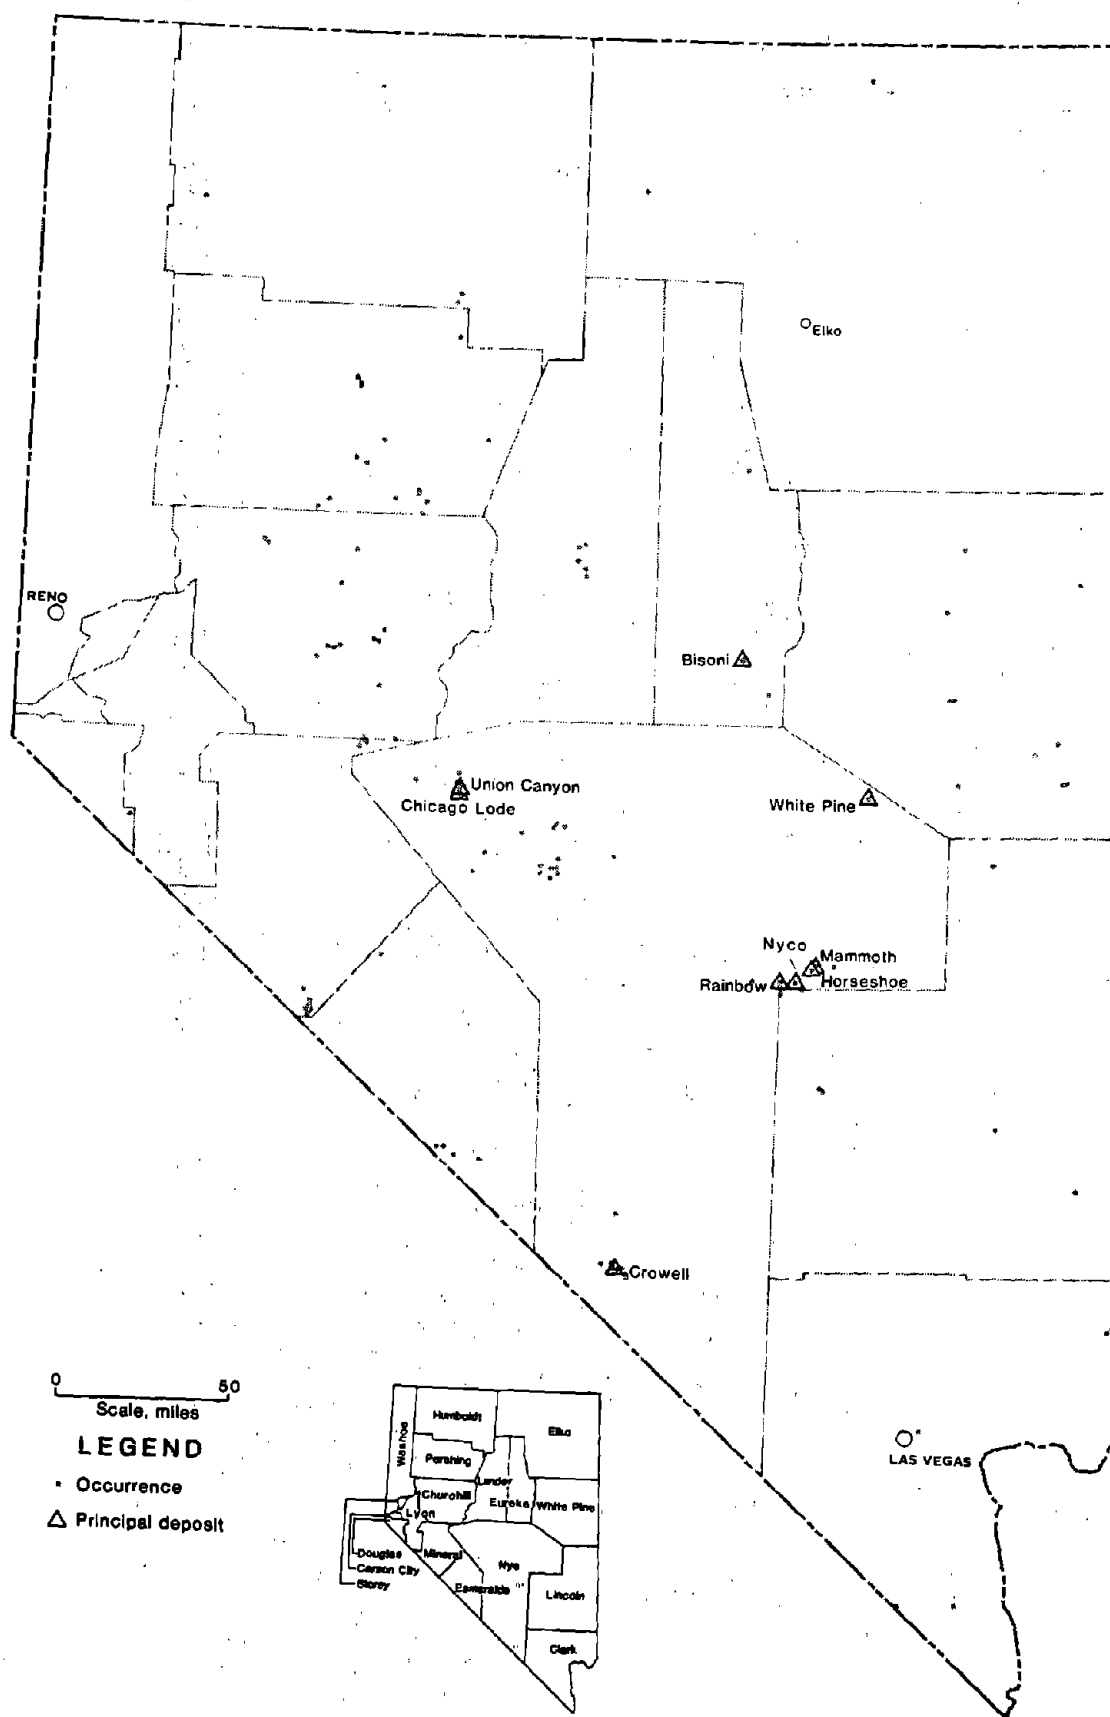 Elko
RENO
Bisoni
Union Canyon
Chicago Lode
White Pine
Nyco
Mammoth
Rainbow
Horseshoe
Crowell
0 50
Scale, miles
LEGEND
Occurrence
Principal deposit
LAS VEGAS
Washoe
Humboldt
Elko
Pershing
Lander
Churchill
Eureka
White Pine
Lyon
Douglas
Carson City
Storey
Mineral
Nye
Esmeralda
Lincoln
Clark